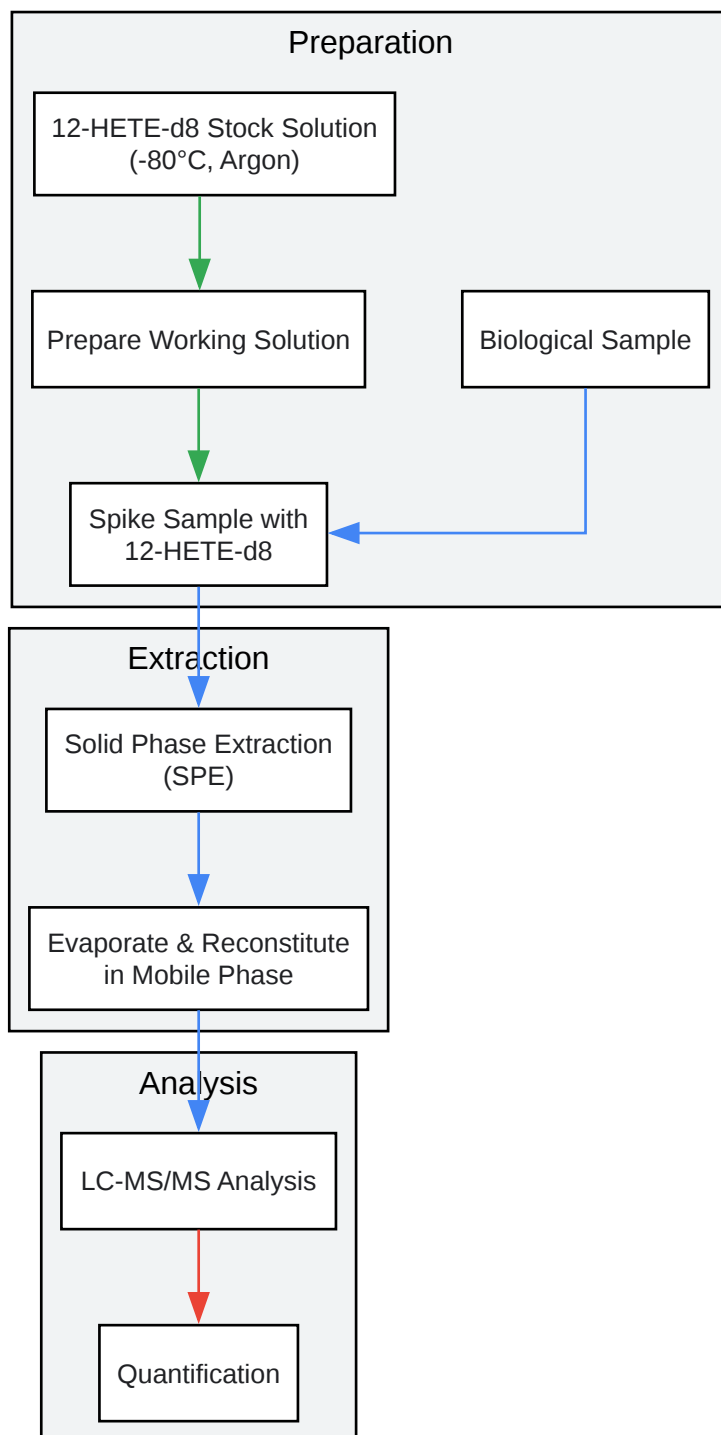 Preparation
12-HETE-d8 Stock Solution
(-80°C, Argon)
Prepare Working Solution
Biological Sample
Spike Sample with
12-HETE-d8
Extraction
Solid Phase Extraction
(SPE)
Evaporate & Reconstitute
in Mobile Phase
Analysis
LC-MS/MS Analysis
Quantification